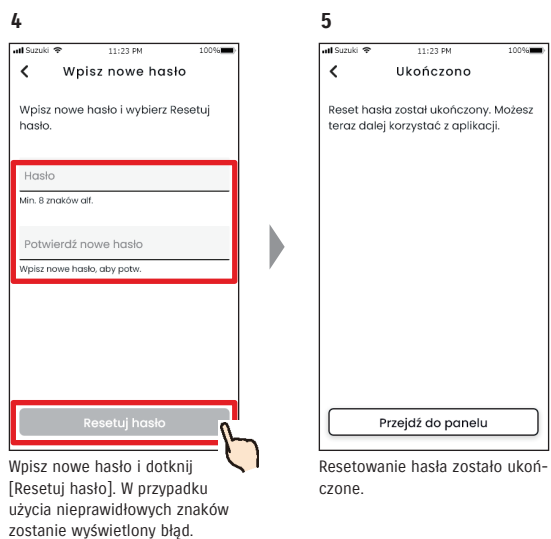 4
Suzuki 11:23 PM 100%
Wpisz nowe hasło
Wpisz nowe hasło i wybierz Resetuj
hasło.
Hasło
Min. 8 znaków alf.
Potwierdź nowe hasło
Wpisz nowe hasło, aby potw.
Resetuj hasło
Wpisz nowe hasło i dotknij
[Resetuj hasło]. W przypadku
użycia nieprawidłowych znaków
zostanie wyświetlony błąd.
5
Suzuki 11:23 PM 100%
Ukończono
Reset hasła został ukończony. Możesz
teraz dalej korzystać z aplikacji.
Przejdź do panelu
Resetowanie hasła zostało ukoń-
czone.